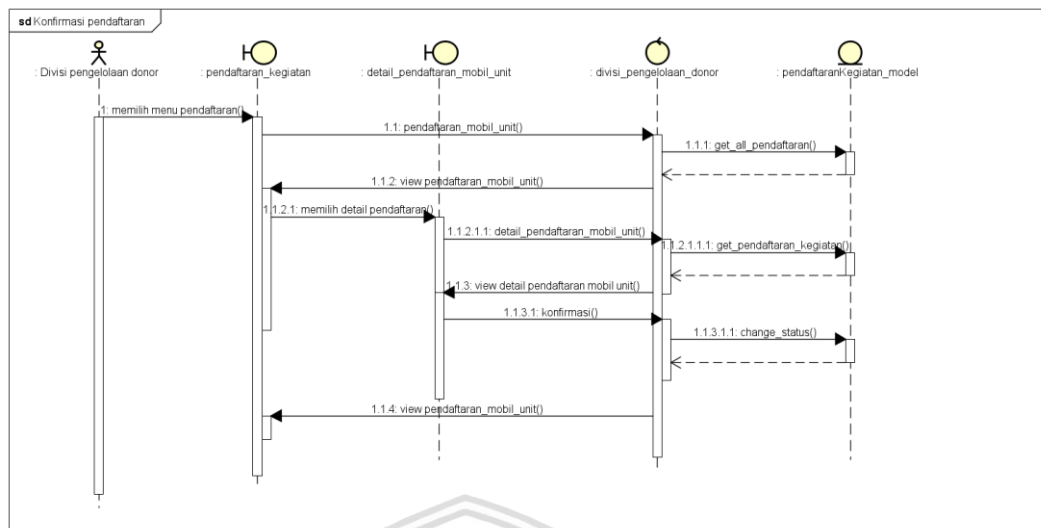 sd Konfirmasi pendaftaran
: Divisi pengelolaan donor
: pendaftaran_kegiatan
: detail_pendaftaran_mobil_unit
: divisi_pengelolaan_donor
: pendaftaranKegiatan_model
1: memilih menu pendaftaran()
1.1: pendaftaran_mobil_unit()
1.1.1: get_all_pendaftaran()
1.1.2: view pendaftaran_mobil_unit()
1.1.2.1: memilih detail pendaftaran()
1.1.2.1.1: detail_pendaftaran_mobil_unit()
1.1.2.1.1.1: get_pendaftaran_kegiatan()
1.1.3: view detail pendaftaran mobil unit()
1.1.3.1: konfirmasi()
1.1.3.1.1: change_status()
1.1.4: view pendaftaran_mobil_unit()